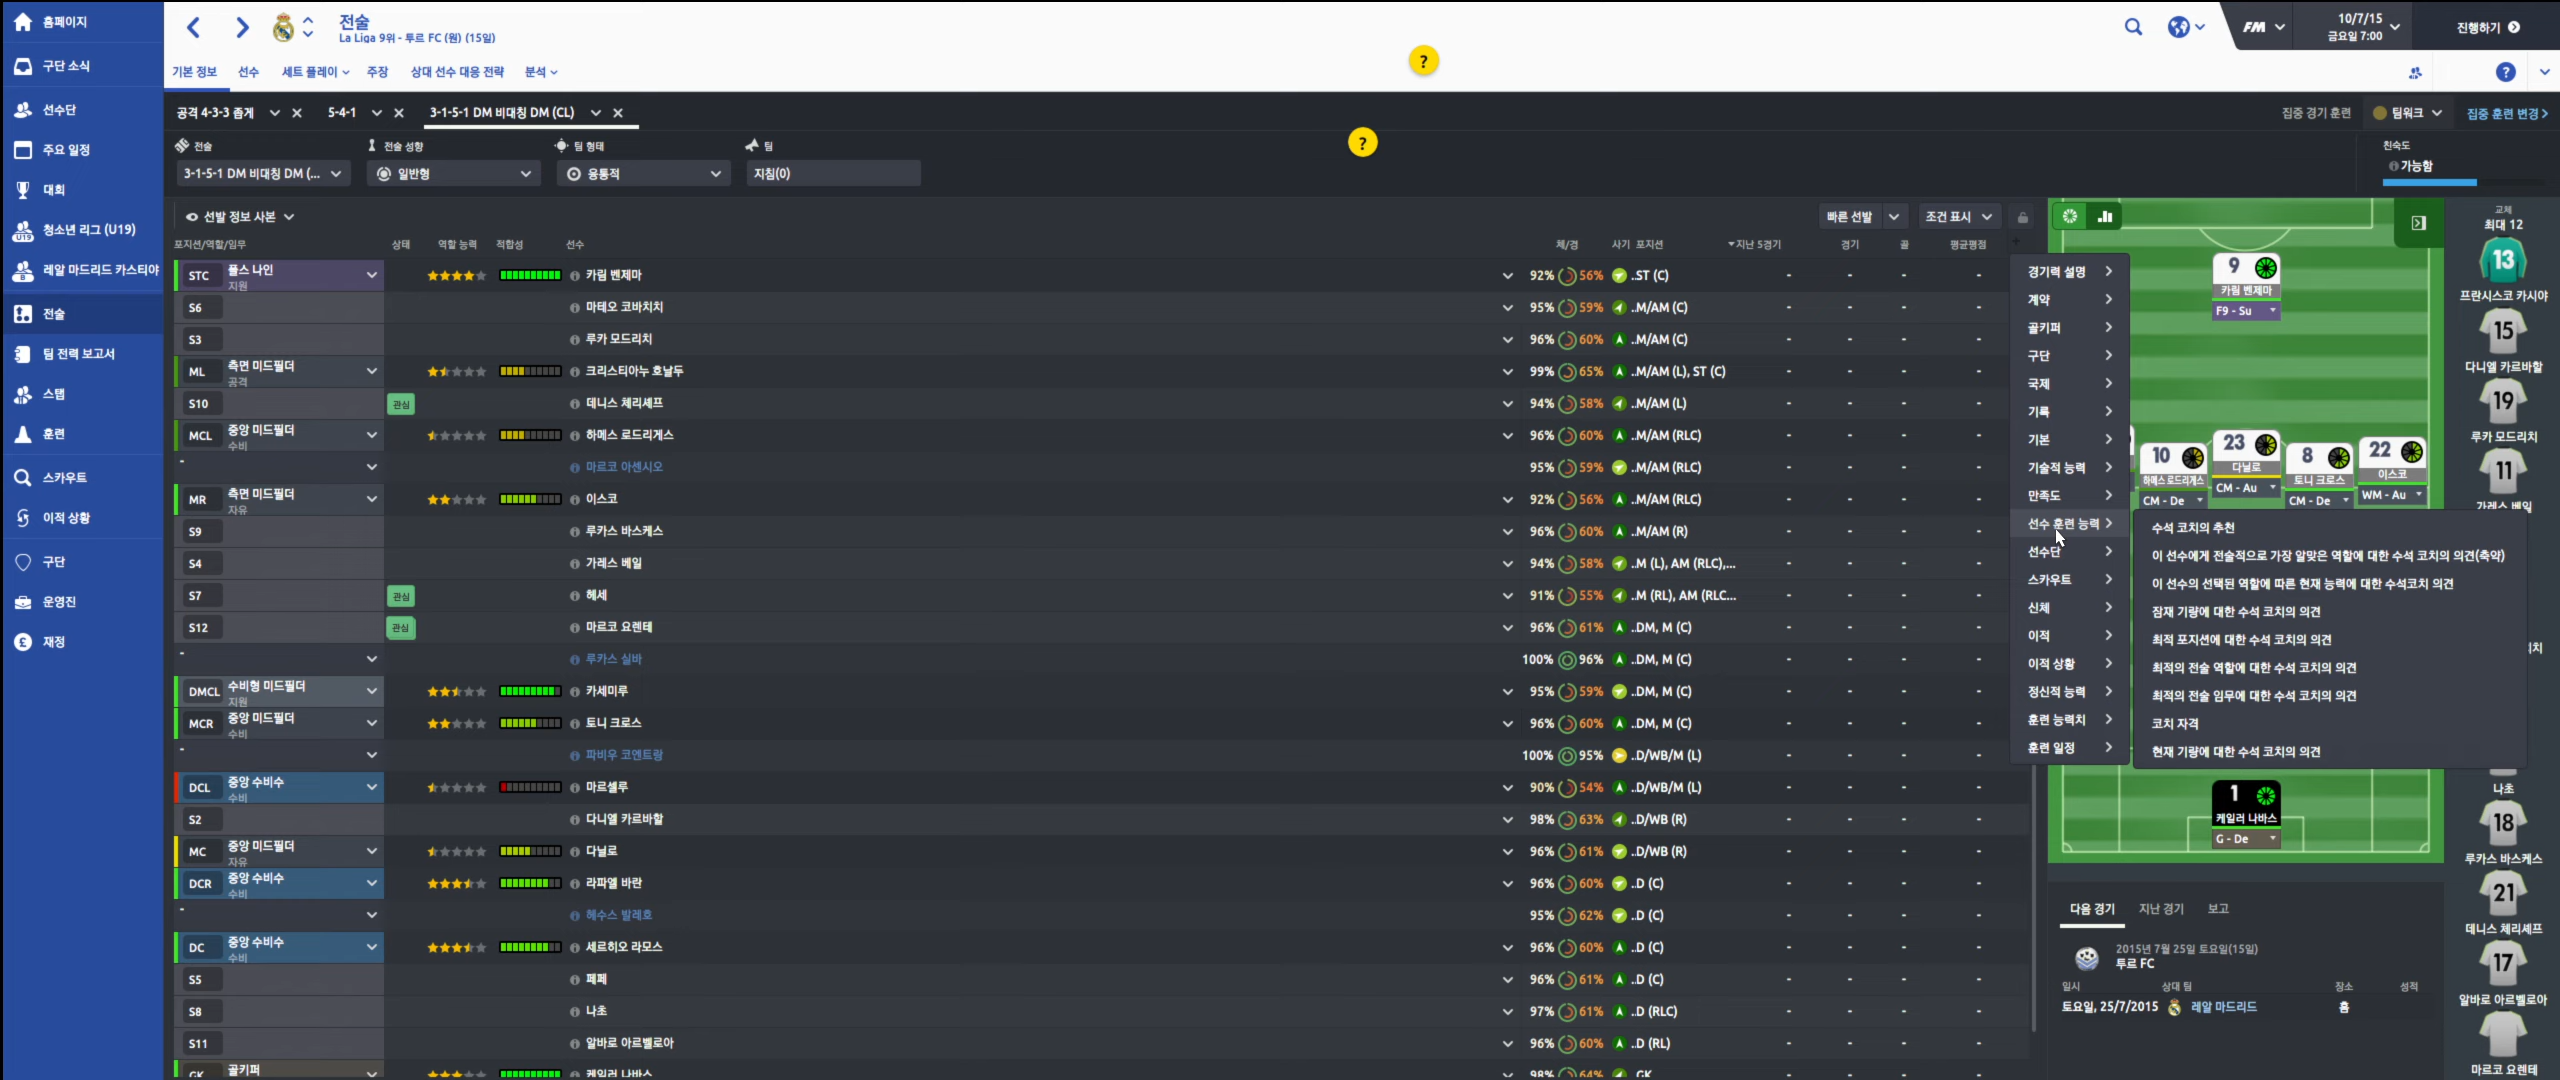 홈페이지
구단 소식
선수단
주요 일정
대회
청소년 리그 (U19)
레알 마드리드 카스티야
전술
팀 전력 보고서
스탭
훈련
스카우트
이적 상황
구단
운영진
재정
전술
La Liga 9위 - 투르 FC (원) (15일)
FM
10/7/15
금요일 7:00
진행하기
기본 정보
선수
세트 플레이
주장
상대 선수 대응 전략
분석
?
?
공격 4-3-3 좁게
5-4-1
3-1-5-1 DM 비대칭 DM (CL)
집중 경기 훈련
팀워크
집중 훈련 변경
?
전술
전술 성향
팀 형태
팀
3-1-5-1 DM 비대칭 DM (...
일반형
융통적
지침(0)
친숙도
가능함
선발 정보 사본
빠른 선발
조건 표시
포지션/역할/임무 상태 역할 능력 적합성 선수 체/경 사기 포지션 지난 5경기 경기 골 평균평점
STC 폴스 나인 지원 카림 벤제마 92% 56% ..ST (C) - - - -
S6 마테오 코바치치 95% 59% ..M/AM (C) - - - -
S3 루카 모드리치 96% 60% ..M/AM (C) - - - -
ML 측면 미드필더 공격 크리스티아누 호날두 99% 65% ..M/AM (L), ST (C) - - - -
S10 관심 데니스 체리셰프 94% 58% ..M/AM (L) - - - -
MCL 중앙 미드필더 수비 하메스 로드리게스 96% 60% ..M/AM (RLC) - - - -
- 마르코 아센시오 95% 59% ..M/AM (RLC) - - - -
MR 측면 미드필더 자유 이스코 92% 56% ..M/AM (RLC) - - - -
S9 루카스 바스케스 96% 60% ..M/AM (R) - - - -
S4 가레스 베일 94% 58% ..M (L), AM (RLC),... - - - -
S7 관심 헤세 91% 55% ..M (RL), AM (RLC... - - - -
S12 관심 마르코 요렌테 96% 61% ..DM, M (C) - - - -
- 루카스 실바 100% 96% ..DM, M (C) - - - -
DMCL 수비형 미드필더 지원 카세미루 95% 59% ..DM, M (C) - - - -
MCR 중앙 미드필더 수비 토니 크로스 96% 60% ..DM, M (C) - - - -
- 파비우 코엔트랑 100% 95% ..D/WB/M (L) - - - -
DCL 중앙 수비수 수비 마르셀루 90% 54% ..D/WB/M (L) - - - -
S2 다니엘 카르바할 98% 63% ..D/WB (R) - - - -
MC 중앙 미드필더 자유 다닐로 96% 61% ..D/WB (R) - - - -
DCR 중앙 수비수 수비 라파엘 바란 96% 60% ..D (C) - - - -
- 헤수스 발레호 95% 62% ..D (C) - - - -
DC 중앙 수비수 수비 세르히오 라모스 96% 60% ..D (C) - - - -
S5 페페 96% 61% ..D (C) - - - -
S8 나초 97% 61% ..D (RLC) - - - -
S11 알바로 아르벨로아 96% 60% ..D (RL) - - - -
GK 골키퍼 케일러 나바스 98% 64% GK
경기력 설명
계약
골키퍼
구단
국제
기록
기본
기술적 능력
만족도
선수 훈련 능력
선수단
스카우트
신체
이적
이적 상황
정신적 능력
훈련 능력치
훈련 일정
수석 코치의 추천
이 선수에게 전술적으로 가장 알맞은 역할에 대한 수석 코치의 의견(축약)
이 선수의 선택된 역할에 따른 현재 능력에 대한 수석코치 의견
잠재 기량에 대한 수석 코치의 의견
최적 포지션에 대한 수석 코치의 의견
최적의 전술 역할에 대한 수석 코치의 의견
최적의 전술 임무에 대한 수석 코치의 의견
코치 자격
현재 기량에 대한 수석 코치의 의견
9
카림 벤제마
F9 - Su
10
하메스 로드리게스
CM - De
23
다닐로
CM - Au
8
토니 크로스
CM - De
22
이스코
WM - Au
1
케일러 나바스
G - De
교체
최대 12
13
프란시스코 카시야
15
다니엘 카르바할
19
루카 모드리치
11
가레스 베일
치치
나초
18
루카스 바스케스
21
데니스 체리셰프
17
알바로 아르벨로아
마르코 요렌테
다음 경기
지난 경기
보고
2015년 7월 25일 토요일(15일)
투르 FC
일시 상대 팀 장소 성적
토요일, 25/7/2015 레알 마드리드 홈